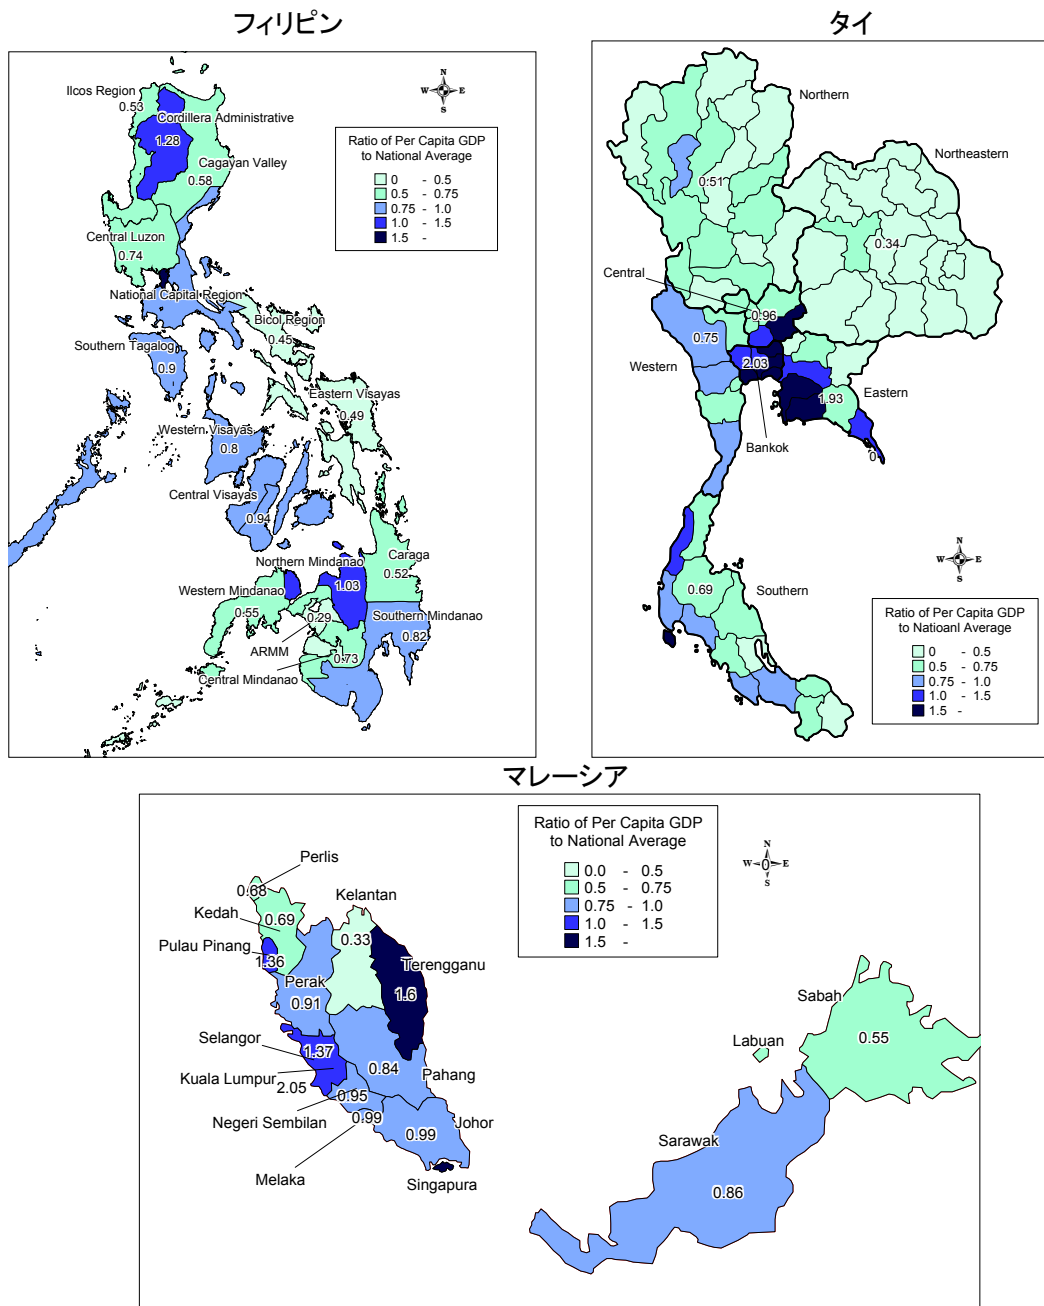 フィリピン
N
W E
S
Ratio of Per Capita GDP
to National Average
0 - 0.5
0.5 - 0.75
0.75 - 1.0
1.0 - 1.5
1.5 -
Ilcos Region
0.53
Cordillera Administrative
1.28
Cagayan Valley
0.58
Central Luzon
0.74
National Capital Region
Bicol Region
0.45
Southern Tagalog
0.9
Eastern Visayas
0.49
Western Visayas
0.8
Central Visayas
0.94
Northern Mindanao
1.03
Caraga
0.52
Western Mindanao
0.55
0.29
Southern Mindanao
0.82
ARMM
0.73
Central Mindanao
タイ
Northern
Northeastern
0.51
0.34
Central
0.96
0.75
Western
2.03
Eastern
1.93
Bankok
0
N
W E
S
0.69
Southern
Ratio of Per Capita GDP
to Natioanl Average
0 - 0.5
0.5 - 0.75
0.75 - 1.0
1.0 - 1.5
1.5 -
マレーシア
Ratio of Per Capita GDP
to National Average
0.0 - 0.5
0.5 - 0.75
0.75 - 1.0
1.0 - 1.5
1.5 -
N
W 0 E
S
Perlis
0.68
Kelantan
Kedah
0.69
0.33
Pulau Pinang
1.36
Terengganu
1.6
Perak
0.91
Selangor
1.37
0.84
Kuala Lumpur
2.05
Pahang
0.95
Negeri Sembilan
0.99
0.99
Johor
Melaka
Singapura
Sabah
0.55
Labuan
Sarawak
0.86